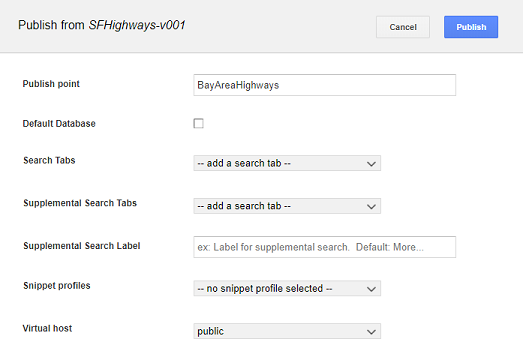 Publish from SFHighways-v001
Cancel
Publish
Publish point
BayAreaHighways
Default Database
Search Tabs
-- add a search tab --
Supplemental Search Tabs
-- add a search tab --
Supplemental Search Label
ex: Label for supplemental search.  Default: More...
Snippet profiles
-- no snippet profile selected --
Virtual host
public